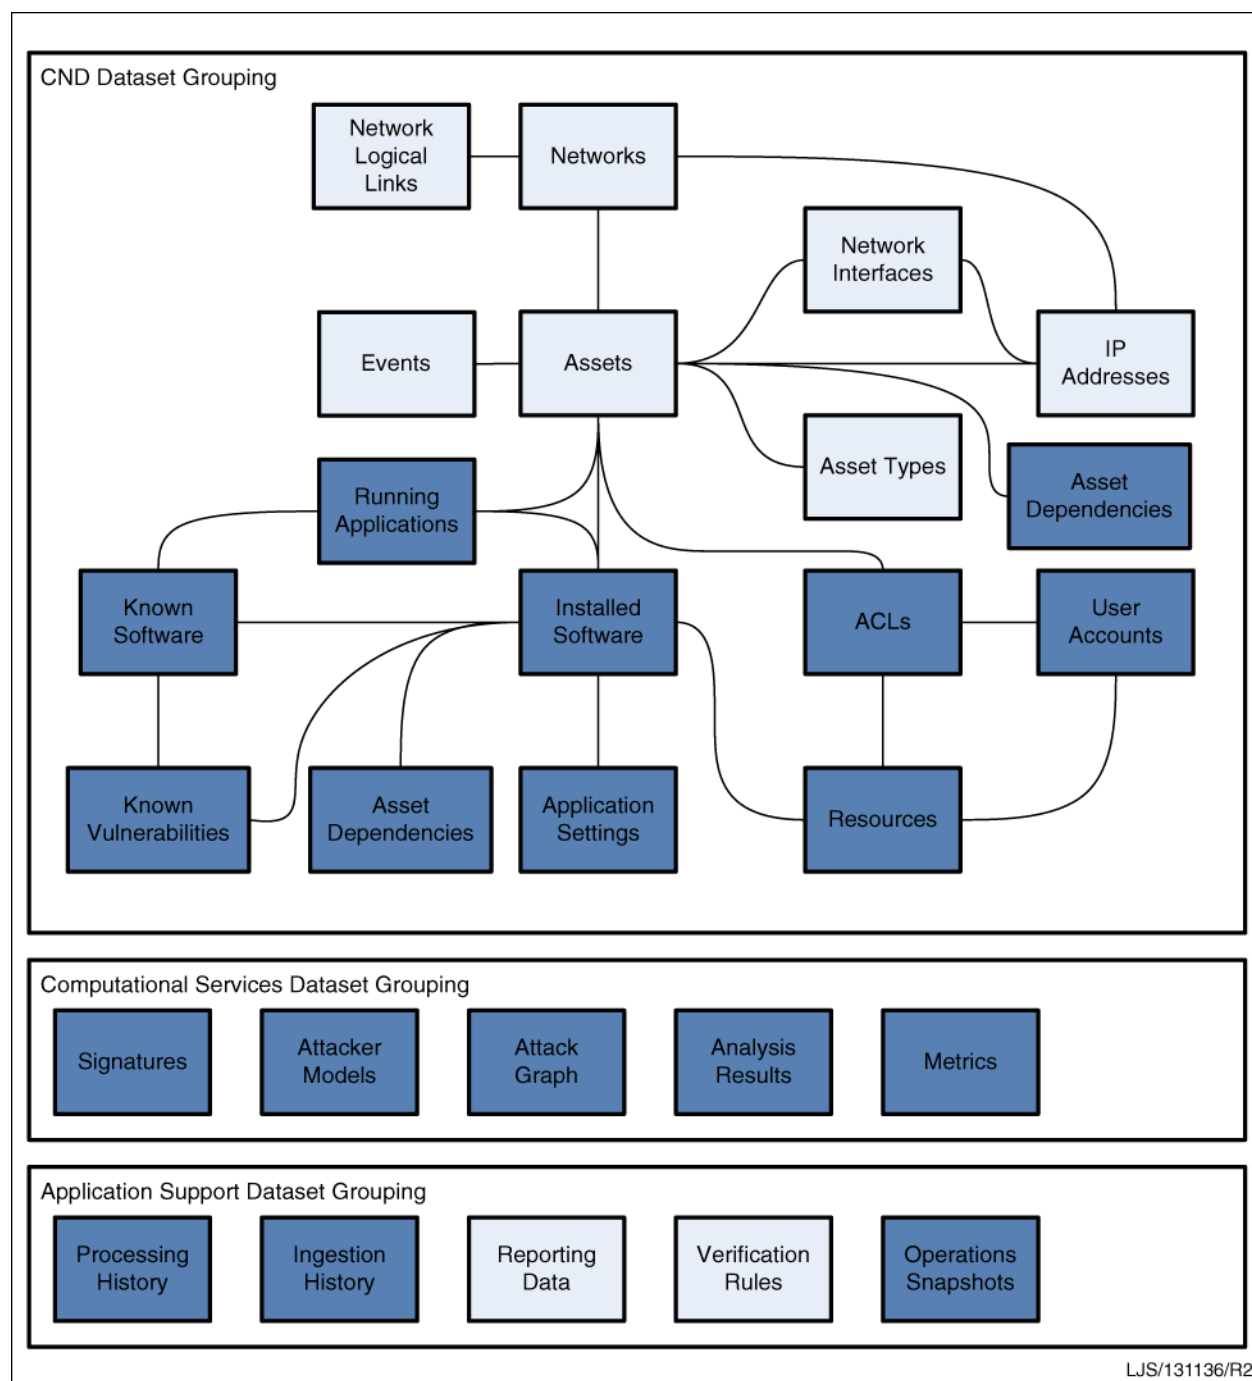 CND Dataset Grouping
Network
Logical
Links
Networks
Network
Interfaces
Events
Assets
IP
Addresses
Asset Types
Asset
Dependencies
Running
Applications
Known
Software
Installed
Software
ACLs
User
Accounts
Known
Vulnerabilities
Asset
Dependencies
Application
Settings
Resources
Computational Services Dataset Grouping
Signatures
Attacker
Models
Attack
Graph
Analysis
Results
Metrics
Application Support Dataset Grouping
Processing
History
Ingestion
History
Reporting
Data
Verification
Rules
Operations
Snapshots
LJS/131136/R2